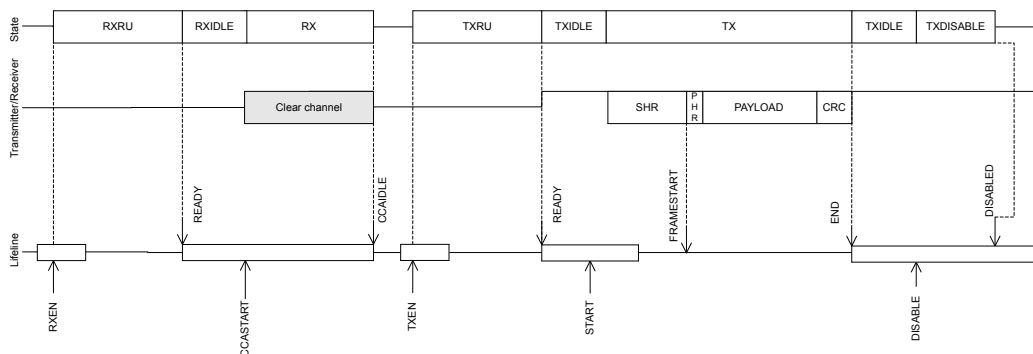 State
RXRU
RXIDLE
RX
TXRU
TXIDLE
TX
TXIDLE
TXDISABLE
Transmitter/Receiver
Clear channel
SHR
P
H
R
PAYLOAD
CRC
READY
CCAIDLE
READY
FRAMESTART
END
DISABLED
Lifeline
RXEN
CCASTART
TXEN
START
DISABLE